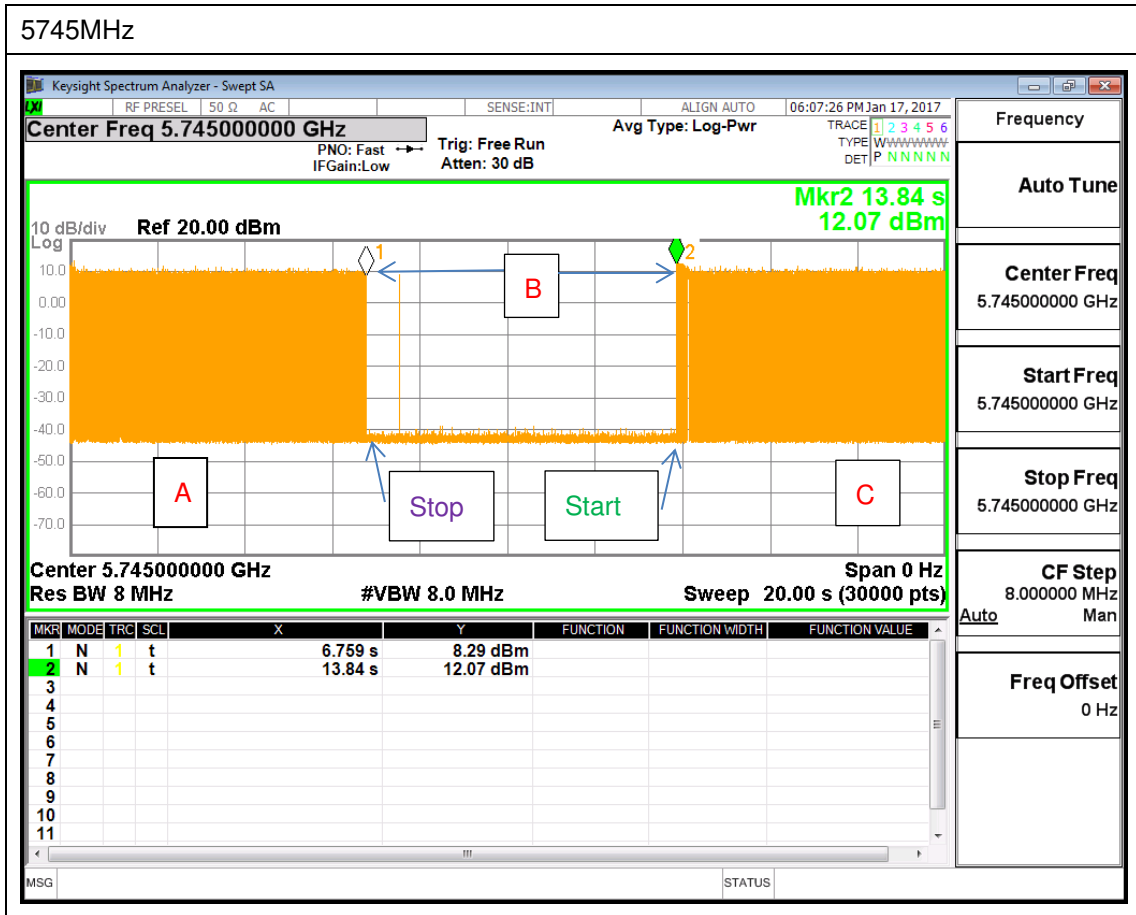 5745MHz
Keysight Spectrum Analyzer - Swept SA
LXI RF PRESEL 50 Ω AC SENSE:INT ALIGN AUTO 06:07:26 PM Jan 17, 2017
Center Freq 5.745000000 GHz
PNO: Fast
IFGain:Low
Trig: Free Run
Atten: 30 dB
Avg Type: Log-Pwr
TRACE 1 2 3 4 5 6
TYPE WWWWWWW
DET P N N N N N
Frequency
Auto Tune
Center Freq
5.745000000 GHz
Start Freq
5.745000000 GHz
Stop Freq
5.745000000 GHz
CF Step
8.000000 MHz
Auto Man
Freq Offset
0 Hz
Mkr2 13.84 s
12.07 dBm
10 dB/div Ref 20.00 dBm
Log
10.0
0.00
-10.0
-20.0
-30.0
-40.0
-50.0
-60.0
-70.0
1
2
B
A
Stop
Start
C
Center 5.745000000 GHz Span 0 Hz
Res BW 8 MHz #VBW 8.0 MHz Sweep 20.00 s (30000 pts)
MKR MODE TRC SCL X Y FUNCTION FUNCTION WIDTH FUNCTION VALUE
1 N 1 t 6.759 s 8.29 dBm
2 N 1 t 13.84 s 12.07 dBm
3
4
5
6
7
8
9
10
11
MSG STATUS